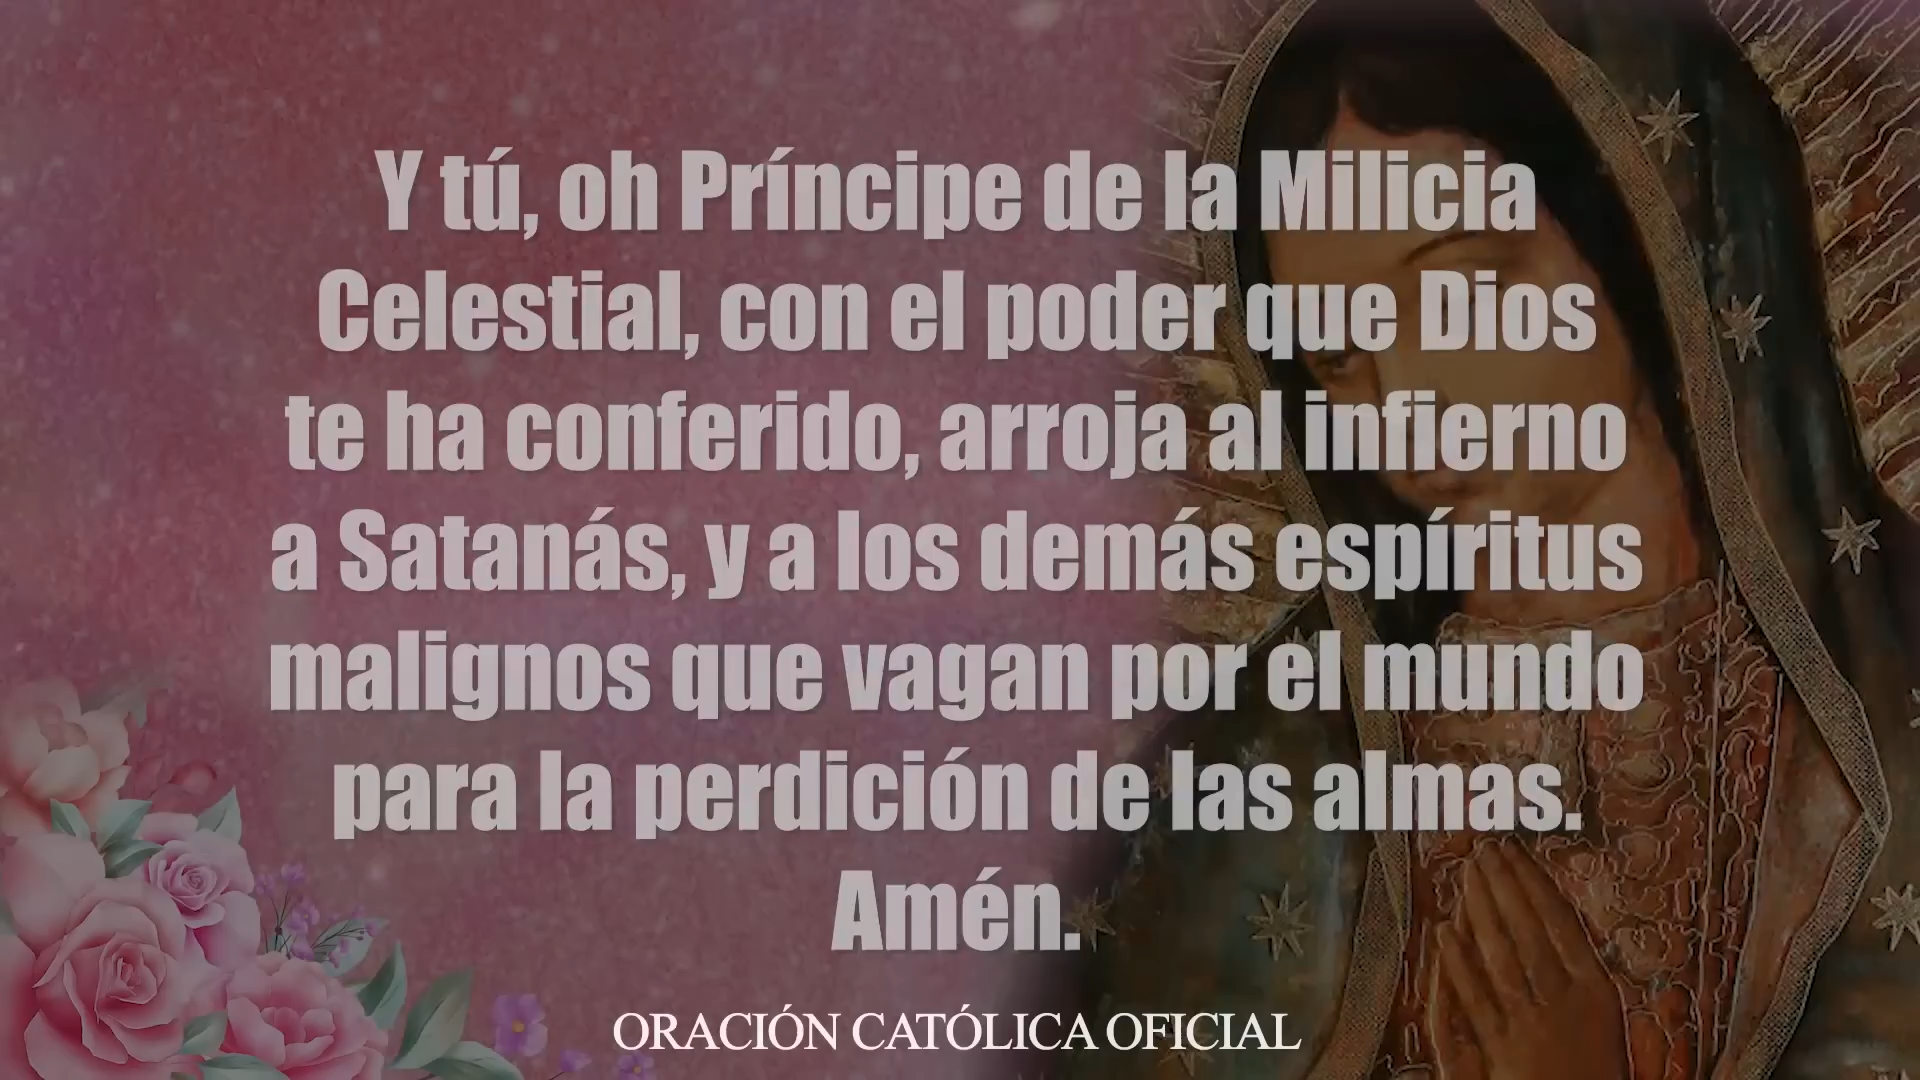 Y tú, oh Príncipe de la Milicia
Celestial, con el poder que Dios
te ha conferido, arroja al infierno
a Satanás, y a los demás espíritus
malignos que vagan por el mundo
para la perdición de las almas.
Amén.
ORACIÓN CATÓLICA OFICIAL